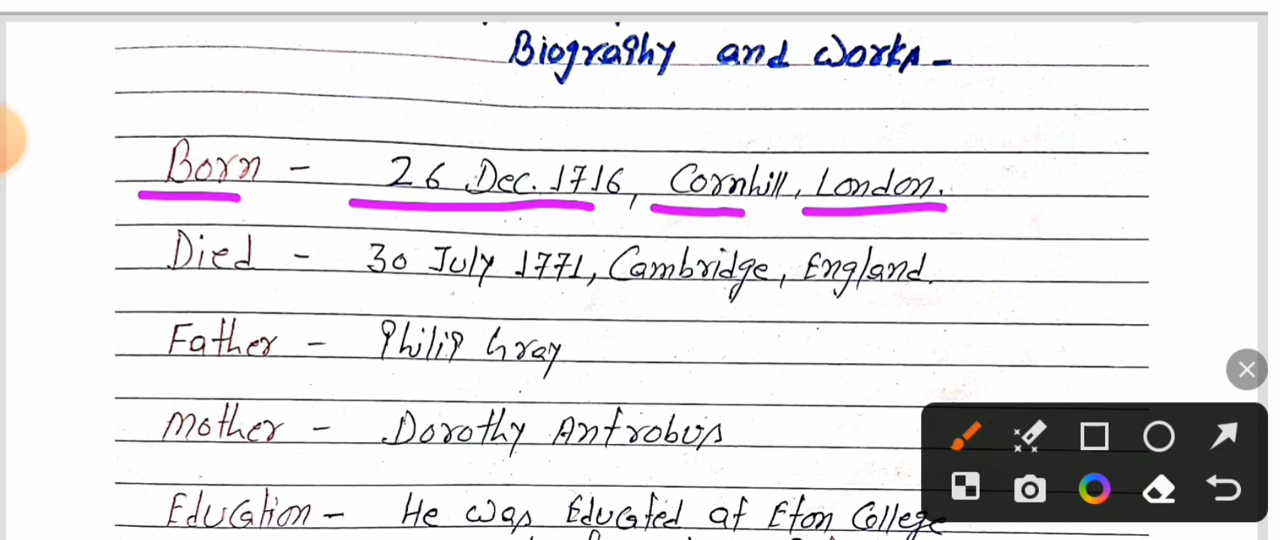 Biography and Works -
Born - 26 Dec. 1716, Cornhill, London.
Died - 30 July 1771, Cambridge, England.
Father - Philip Gray
Mother - Dorothy Antrobus
Education - He was Educated at Eton College